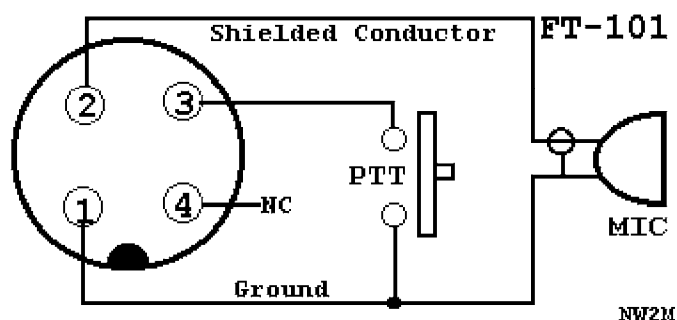 FT-101
Shielded Conductor
2
3
PTT
1
4
NC
MIC
Ground
NW2M